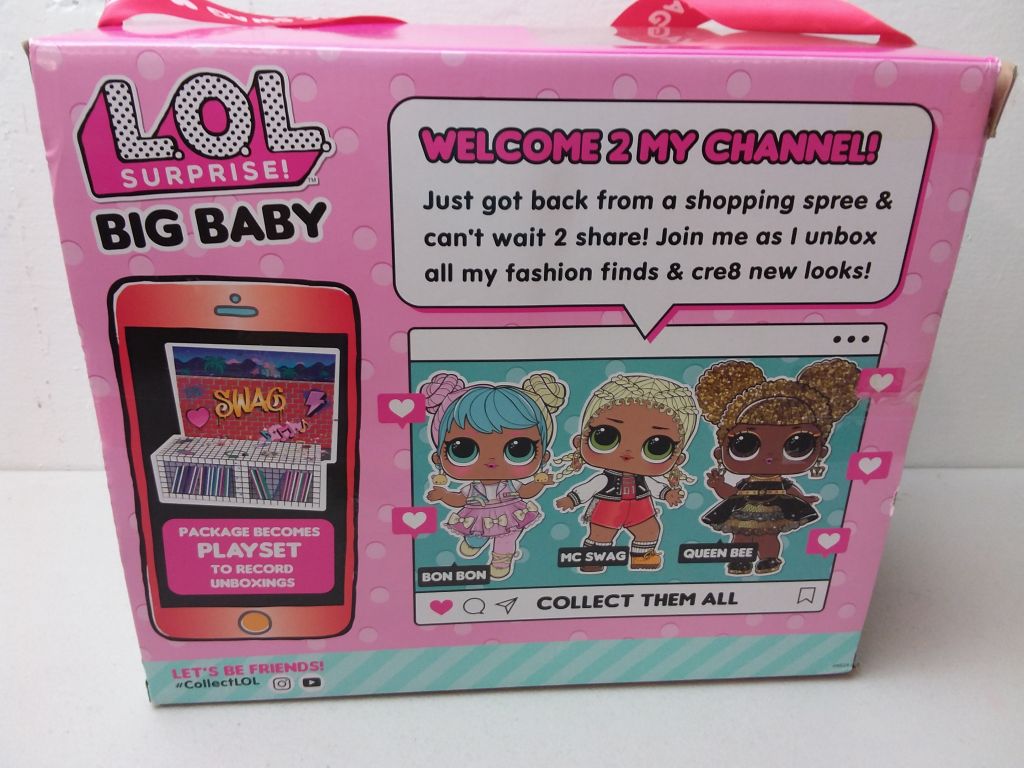 L.O.L.
SURPRISE!™
BIG BABY
WELCOME 2 MY CHANNEL!
Just got back from a shopping spree &
can't wait 2 share! Join me as I unbox
all my fashion finds & cre8 new looks!
SWAG
PACKAGE BECOMES
PLAYSET
TO RECORD
UNBOXINGS
BON BON
MC SWAG
QUEEN BEE
COLLECT THEM ALL
LET'S BE FRIENDS!
#CollectLOL